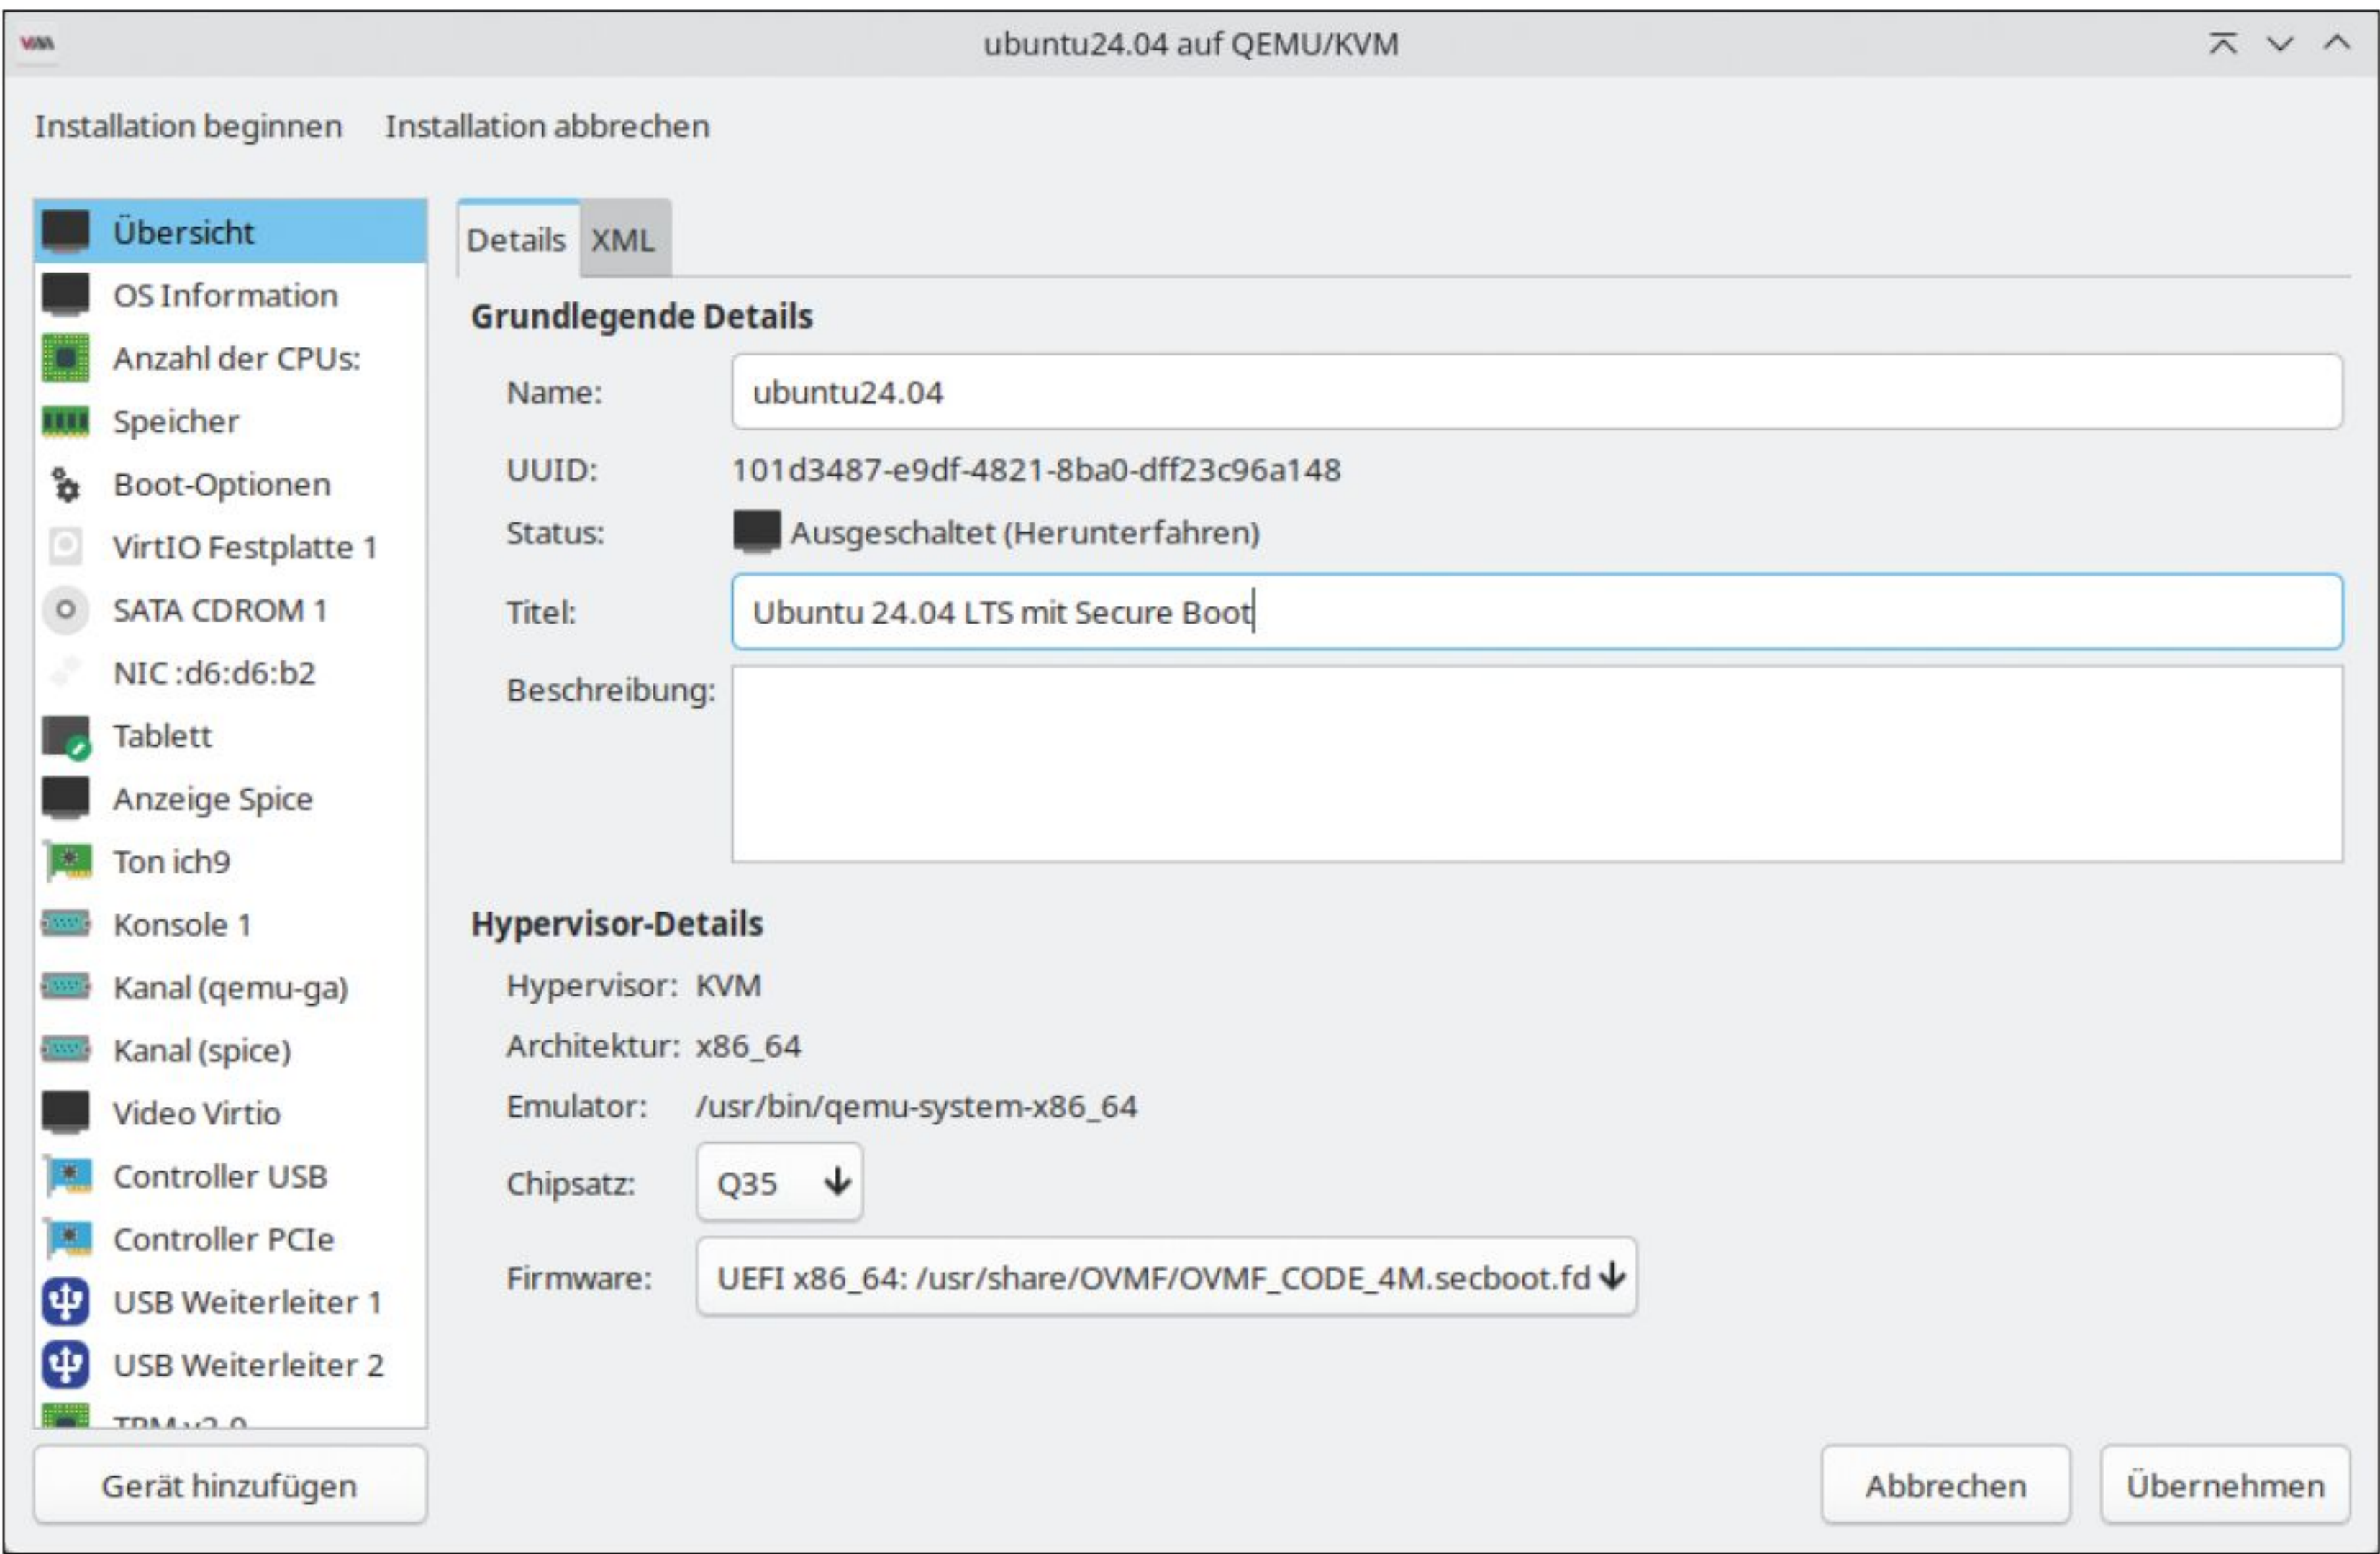 ubuntu24.04 auf QEMU/KVM
Installation beginnen Installation abbrechen
Übersicht
OS Information
Anzahl der CPUs:
Speicher
Boot-Optionen
VirtIO Festplatte 1
SATA CDROM 1
NIC :d6:d6:b2
Tablett
Anzeige Spice
Ton ich9
Konsole 1
Kanal (qemu-ga)
Kanal (spice)
Video Virtio
Controller USB
Controller PCIe
USB Weiterleiter 1
USB Weiterleiter 2
TPM v2.0
Gerät hinzufügen
Details XML
Grundlegende Details
Name: ubuntu24.04
UUID: 101d3487-e9df-4821-8ba0-dff23c96a148
Status: Ausgeschaltet (Herunterfahren)
Titel: Ubuntu 24.04 LTS mit Secure Boot
Beschreibung:
Hypervisor-Details
Hypervisor: KVM
Architektur: x86_64
Emulator: /usr/bin/qemu-system-x86_64
Chipsatz: Q35
Firmware: UEFI x86_64: /usr/share/OVMF/OVMF_CODE_4M.secboot.fd
Abbrechen Übernehmen